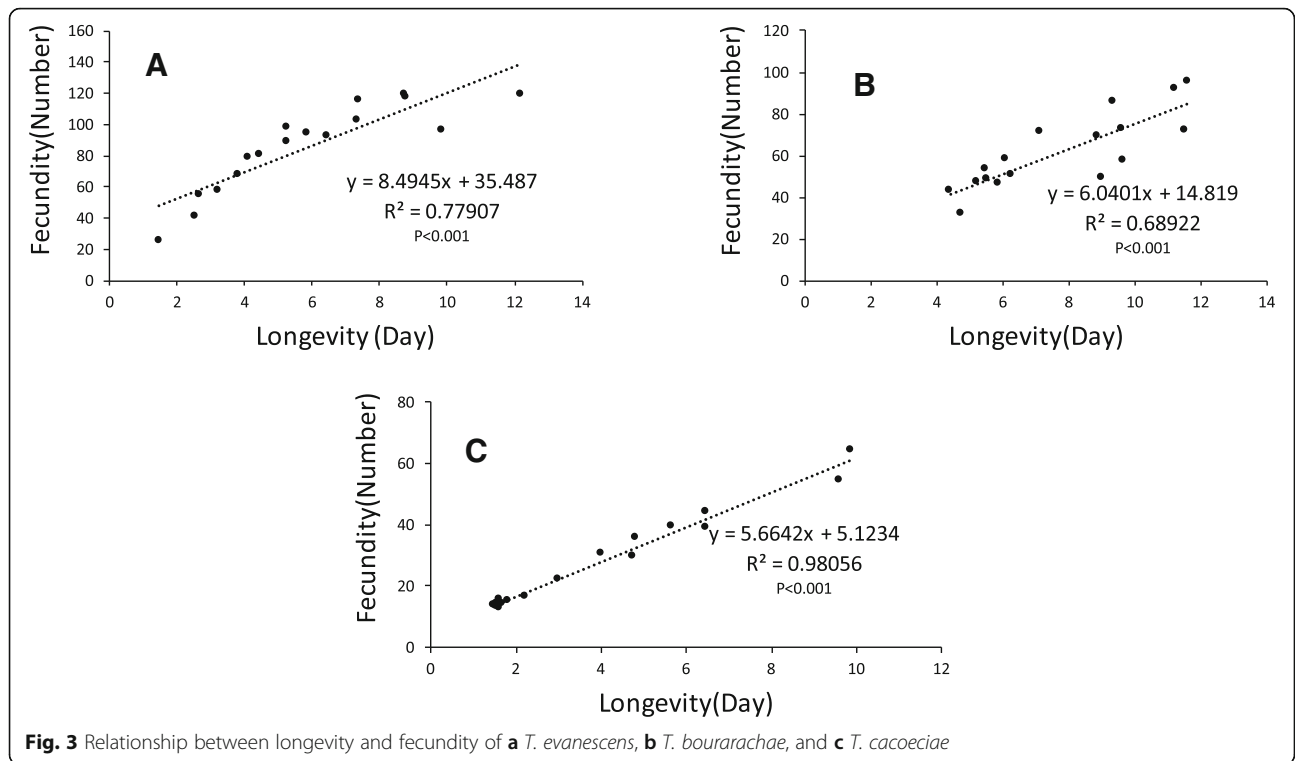 A
Fecundity(Number)
160
140
120
100
80
60
40
20
0
y = 8.4945x + 35.487
R² = 0.77907
P<0.001
0 2 4 6 8 10 12 14
Longevity (Day)
B
Fecundity(Number)
120
100
80
60
40
20
0
y = 6.0401x + 14.819
R² = 0.68922
P<0.001
0 2 4 6 8 10 12 14
Longevity(Day)
C
Fecundity(Number)
80
60
40
20
0
y = 5.6642x + 5.1234
R² = 0.98056
P<0.001
0 2 4 6 8 10 12
Longevity(Day)
Fig. 3 Relationship between longevity and fecundity of a T. evanescens, b T. bourarachae, and c T. cacoeciae